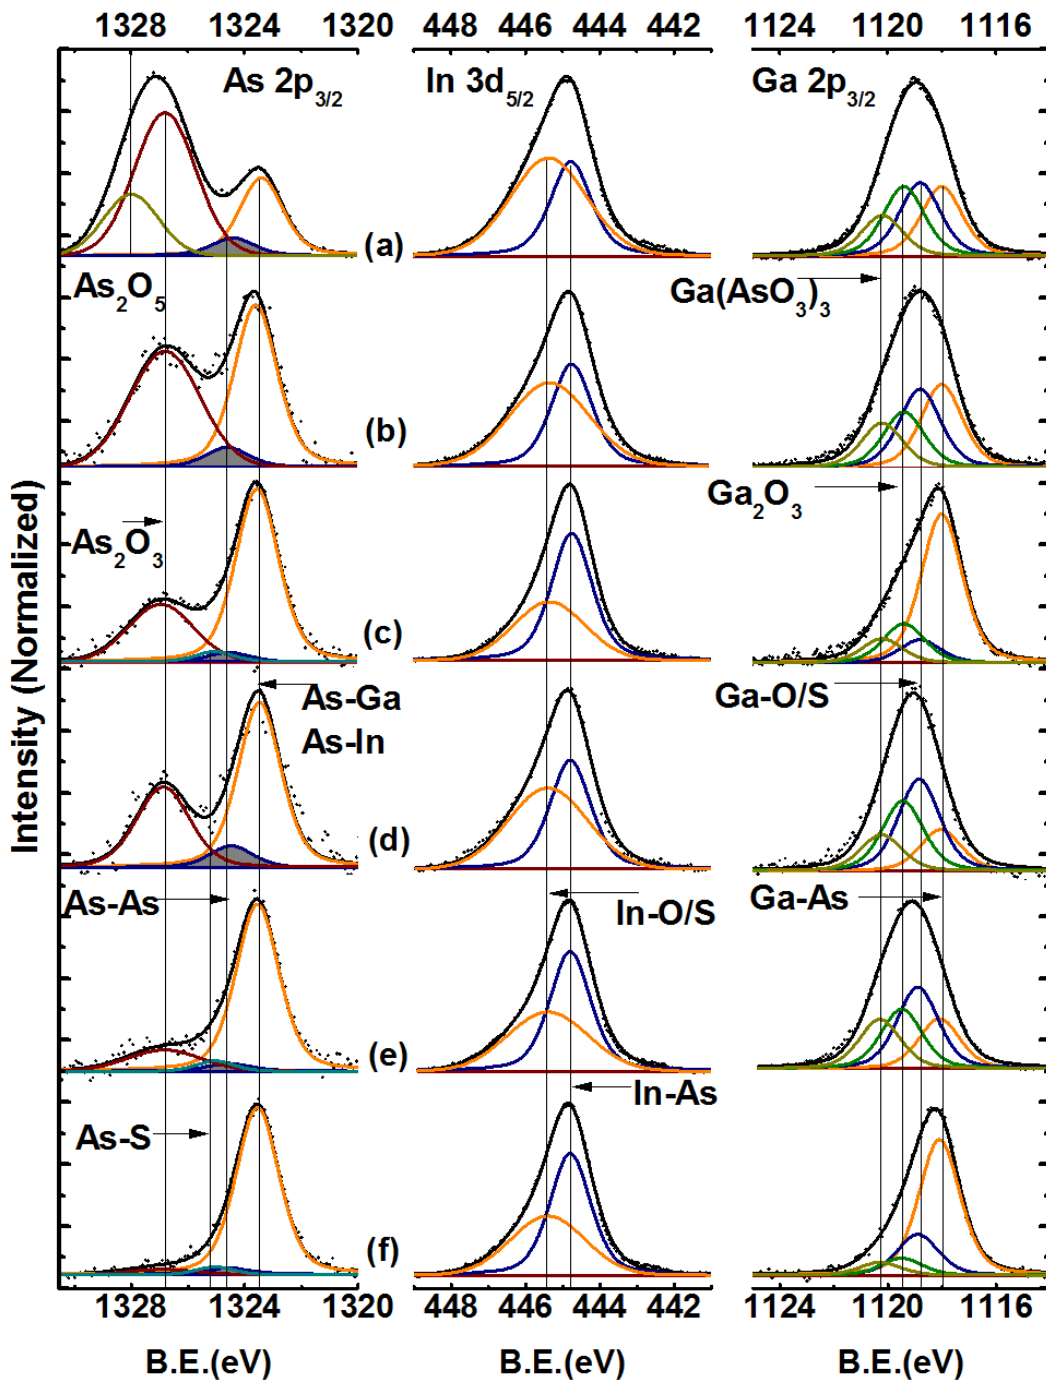 1328 1324 1320 448 446 444 442 1124 1120 1116
As 2p3/2 In 3d5/2 Ga 2p3/2
(a)
As2O5 Ga(AsO3)3
(b)
As2O3 Ga2O3
(c)
As-Ga Ga-O/S
As-In
(d)
As-As In-O/S Ga-As
(e)
In-As
As-S
(f)
1328 1324 1320 448 446 444 442 1124 1120 1116
B.E.(eV) B.E.(eV) B.E.(eV)
Intensity (Normalized)